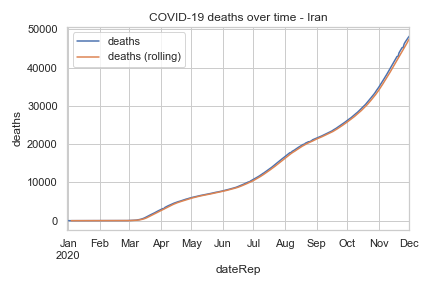 COVID-19 deaths over time - Iran
deaths
deaths (rolling)
50000
40000
30000
20000
10000
0
deaths
Jan Feb Mar Apr May Jun Jul Aug Sep Oct Nov Dec
2020
dateRep